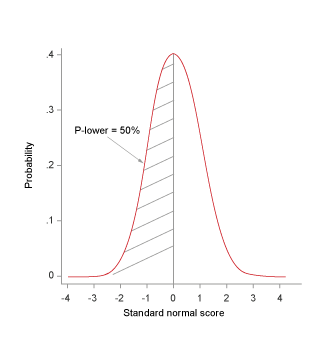 .4
P-lower = 50%
.3
Probability
.2
.1
0
-4 -3 -2 -1 0 1 2 3 4
Standard normal score